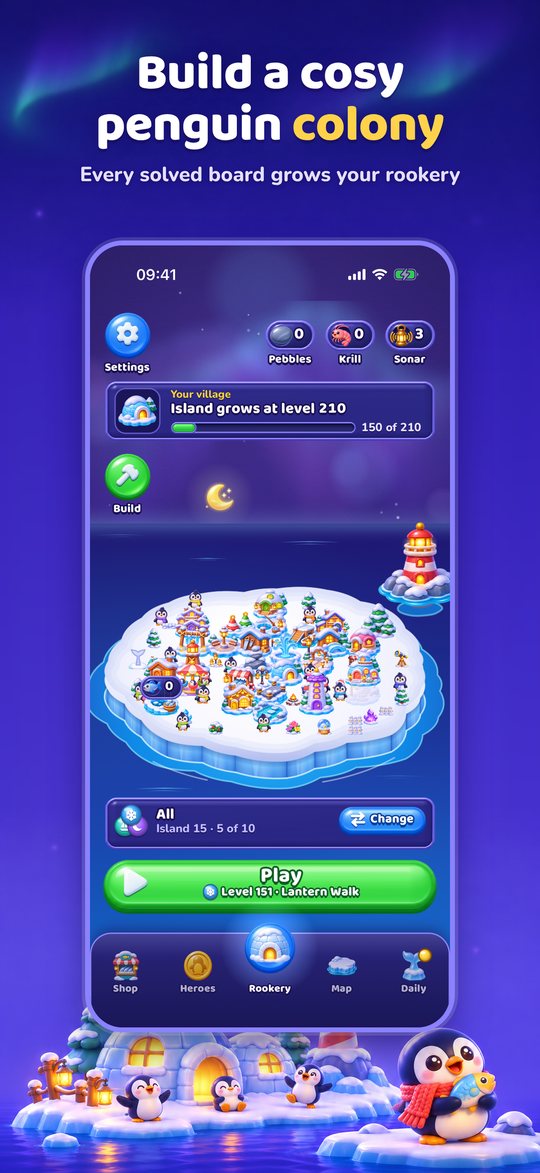 Build a cosy
penguin colony
Every solved board grows your rookery
09:41
Settings
0
0
3
Pebbles
Krill
Sonar
Your village
Island grows at level 210
150 of 210
Build
0
All
Island 15 · 5 of 10
Change
Play
Level 151 · Lantern Walk
Shop
Heroes
Rookery
Map
Daily